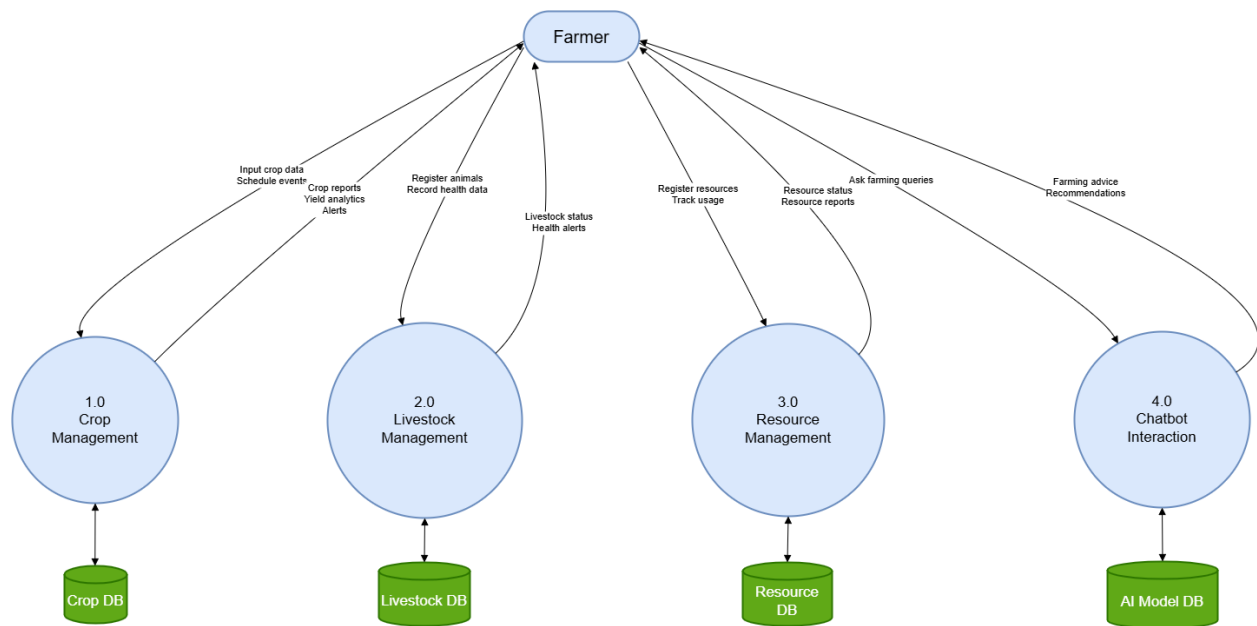 Farmer
Input crop data
Schedule events
Crop reports
Yield analytics
Alerts
Register animals
Record health data
Livestock status
Health alerts
Register resources
Track usage
Resource status
Resource reports
Ask farming queries
Farming advice
Recommendations
1.0
Crop
Management
2.0
Livestock
Management
3.0
Resource
Management
4.0
Chatbot
Interaction
Crop DB
Livestock DB
Resource
DB
AI Model DB